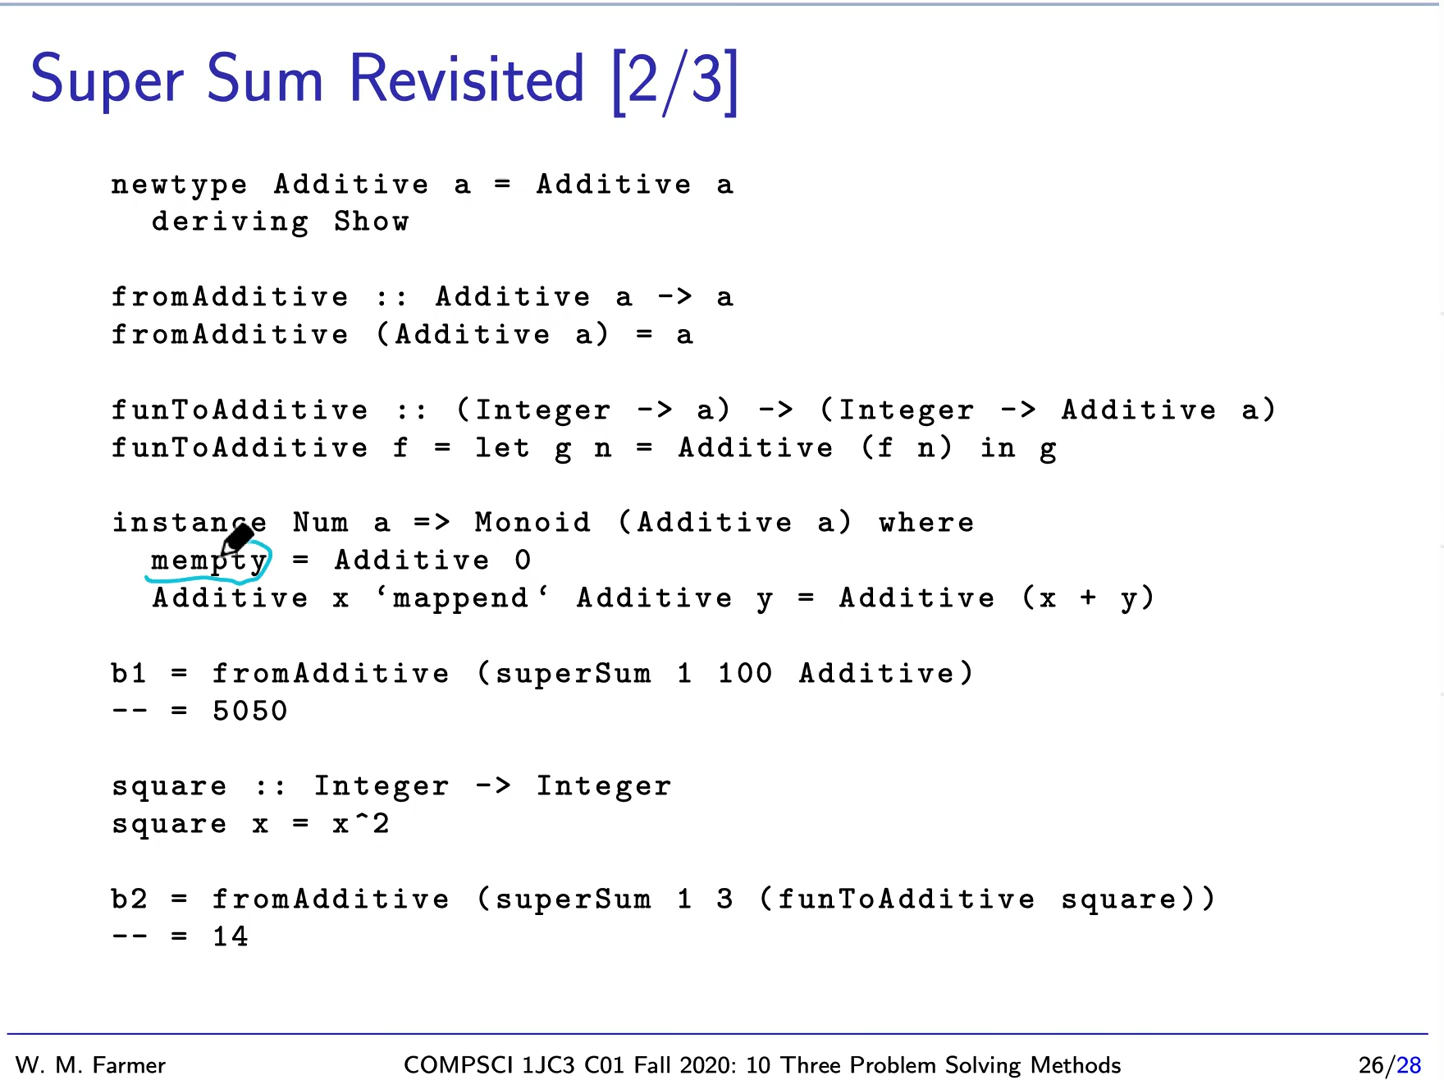 Super Sum Revisited [2/3]
newtype Additive a = Additive a
deriving Show
fromAdditive :: Additive a -> a
fromAdditive (Additive a) = a
funToAdditive :: (Integer -> a) -> (Integer -> Additive a)
funToAdditive f = let g n = Additive (f n) in g
instance Num a => Monoid (Additive a) where
mempty = Additive 0
Additive x ‘mappend‘ Additive y = Additive (x + y)
b1 = fromAdditive (superSum 1 100 Additive)
-- = 5050
square :: Integer -> Integer
square x = x^2
b2 = fromAdditive (superSum 1 3 (funToAdditive square))
-- = 14
W. M. Farmer COMPSCI 1JC3 C01 Fall 2020: 10 Three Problem Solving Methods 26/28